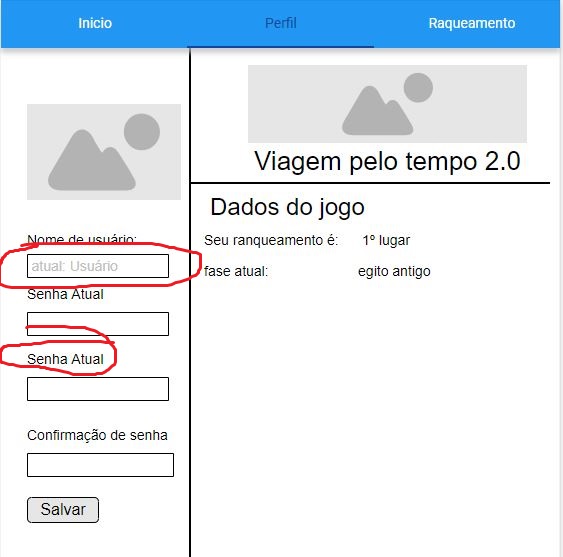 Inicio
Perfil
Raqueamento
Viagem pelo tempo 2.0
Dados do jogo
Nome de usuário:
atual: Usuário
Senha Atual
Senha Atual
Confirmação de senha
Salvar
Seu ranqueamento é: 1º lugar
fase atual: egito antigo